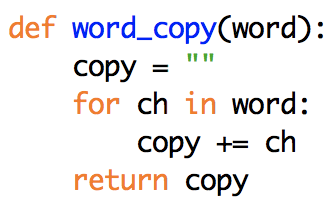 def word_copy(word):
    copy = ""
    for ch in word:
        copy += ch
    return copy